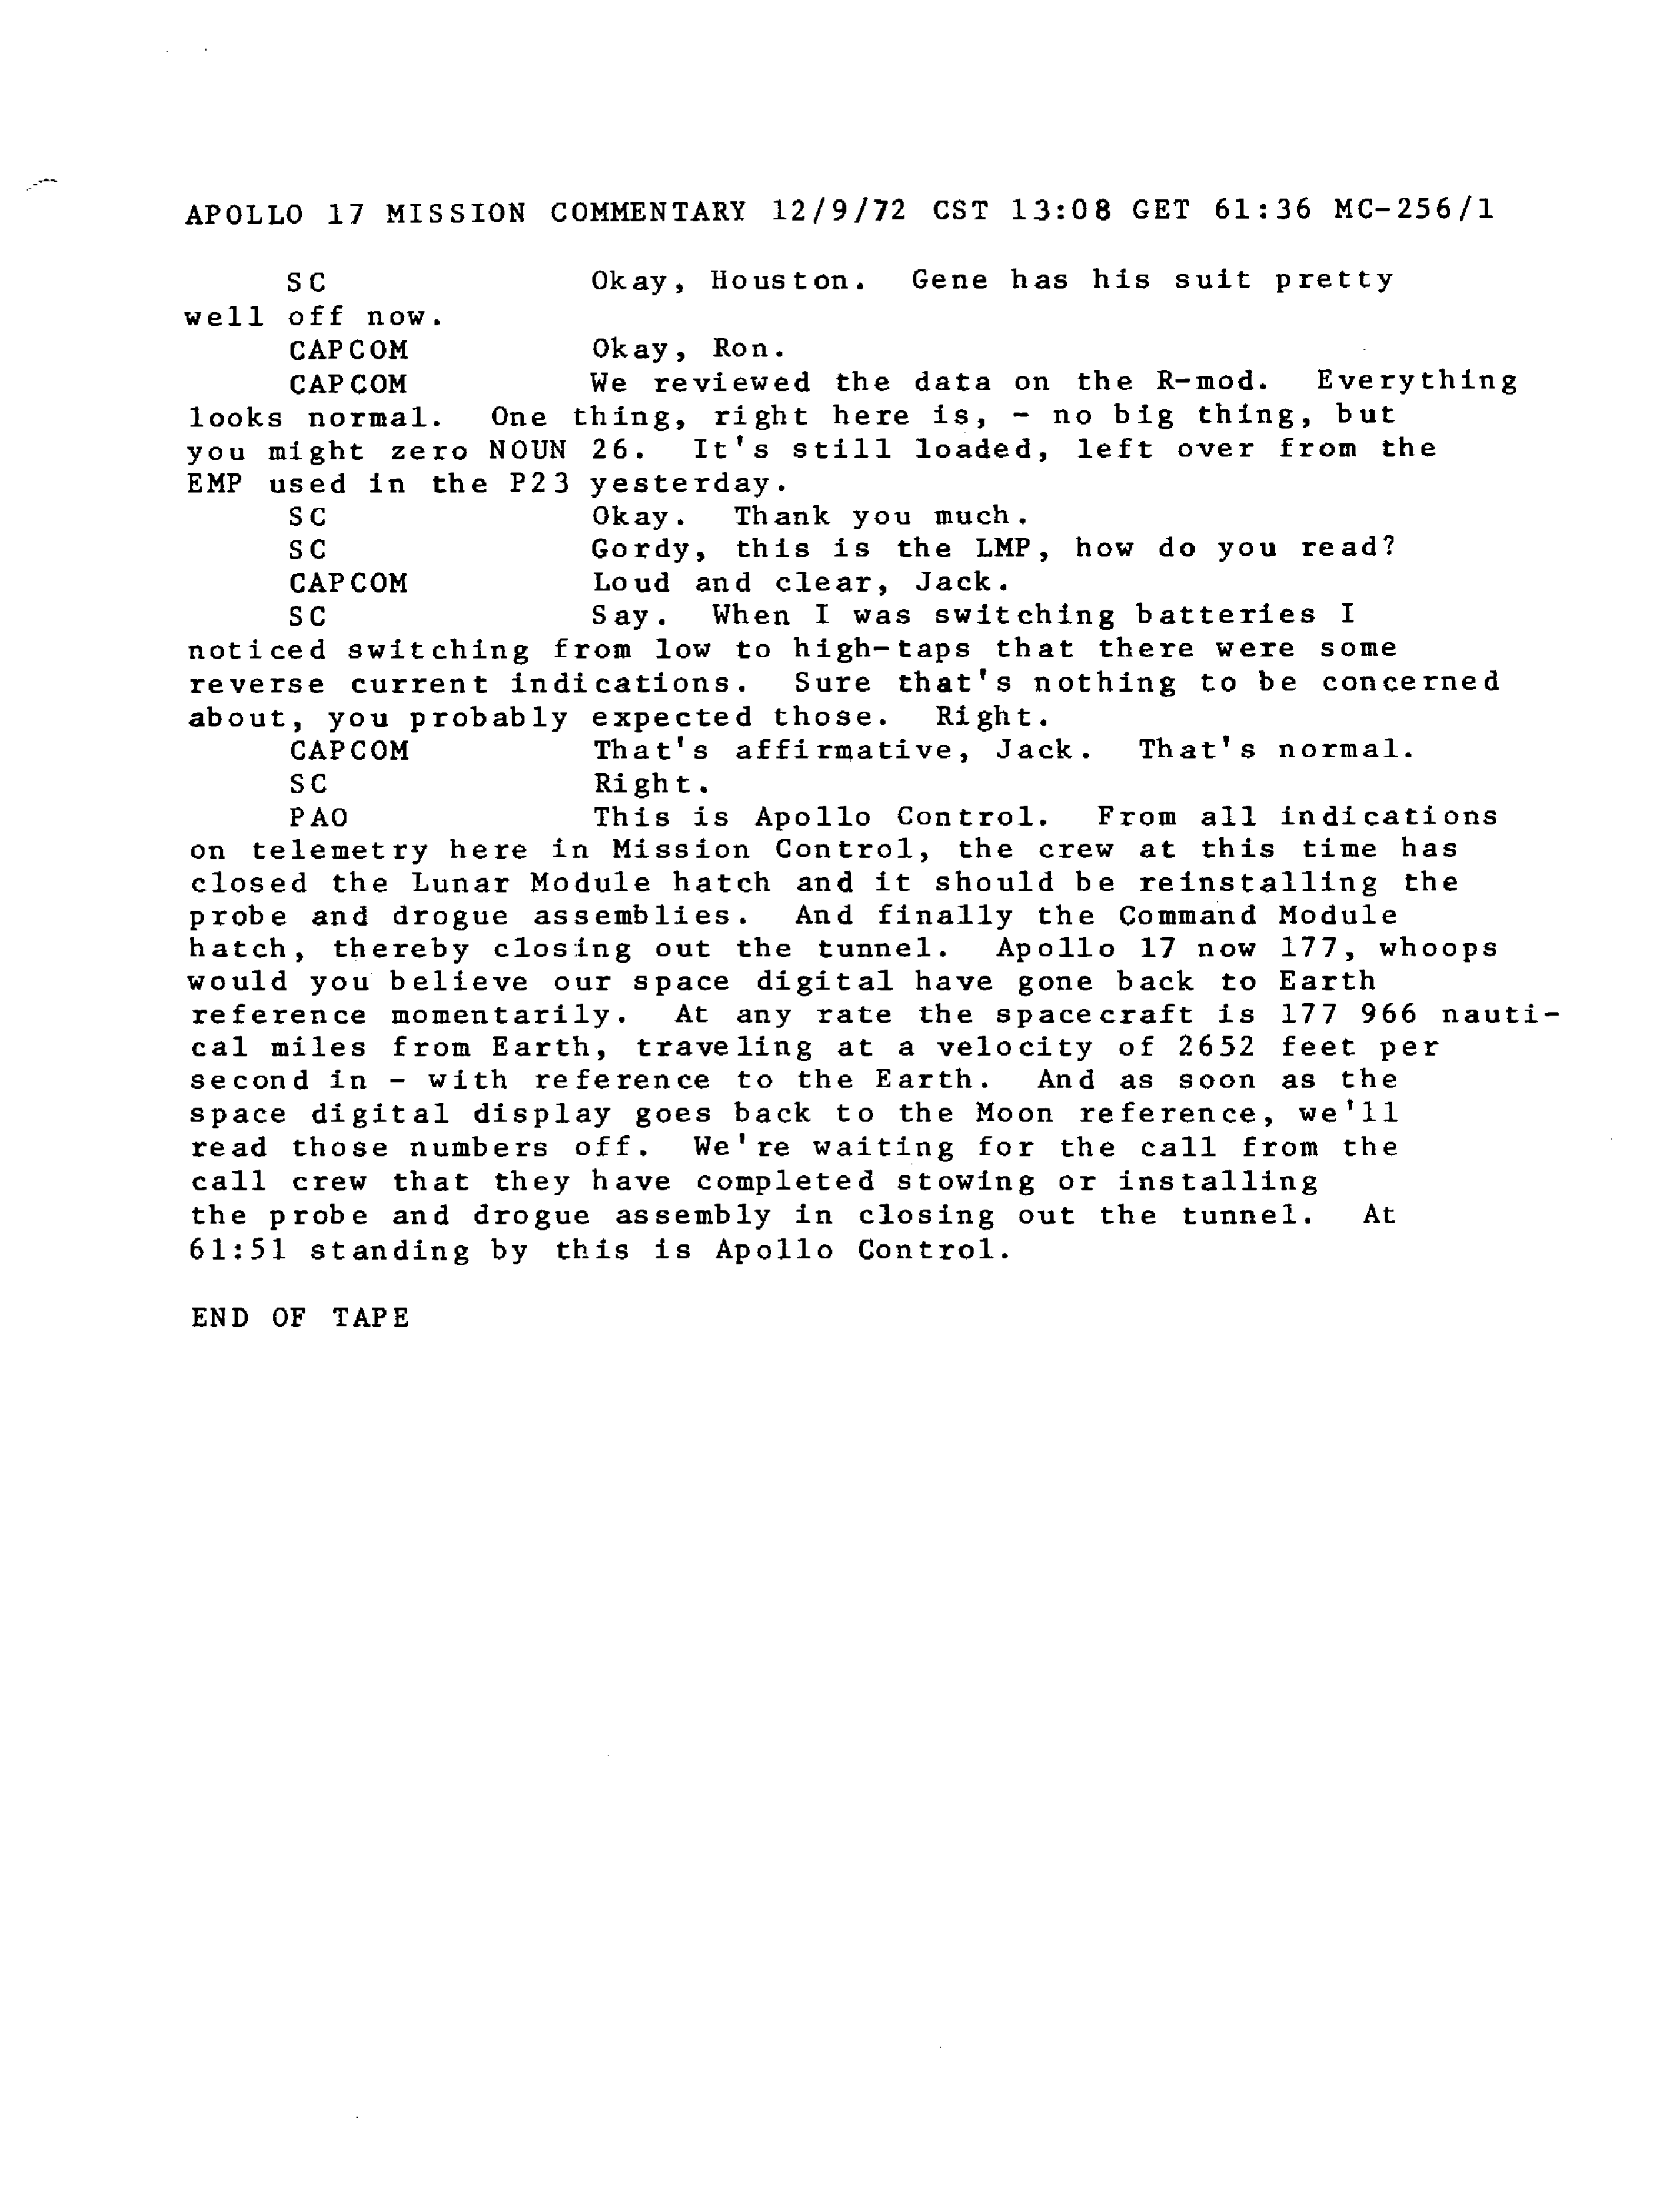 APOLLO 17 MISSION COMMENTARY 12/9/72 CST 13:08 GET 61:36 MC-256/1
SC Okay, Houston. Gene has his suit pretty
well off now.
CAPCOM Okay, Ron.
CAPCOM We reviewed the data on the R-mod. Everything
looks normal. One thing, right here is, - no big thing, but
you might zero NOUN 26. It's still loaded, left over from the
EMP used in the P23 yesterday.
SC Okay. Thank you much.
SC Gordy, this is the LMP, how do you read?
CAPCOM Loud and clear, Jack.
SC Say. When I was switching batteries I
noticed switching from low to high-taps that there were some
reverse current indications. Sure that's nothing to be concerned
about, you probably expected those. Right.
CAPCOM That's affirmative, Jack. That's normal.
SC Right.
PAO This is Apollo Control. From all indications
on telemetry here in Mission Control, the crew at this time has
closed the Lunar Module hatch and it should be reinstalling the
probe and drogue assemblies. And finally the Command Module
hatch, thereby closing out the tunnel. Apollo 17 now 177, whoops
would you believe our space digital have gone back to Earth
reference momentarily. At any rate the spacecraft is 177 966 nauti-
cal miles from Earth, traveling at a velocity of 2652 feet per
second in - with reference to the Earth. And as soon as the
space digital display goes back to the Moon reference, we'll
read those numbers off. We're waiting for the call from the
call crew that they have completed stowing or installing
the probe and drogue assembly in closing out the tunnel. At
61:51 standing by this is Apollo Control.
END OF TAPE